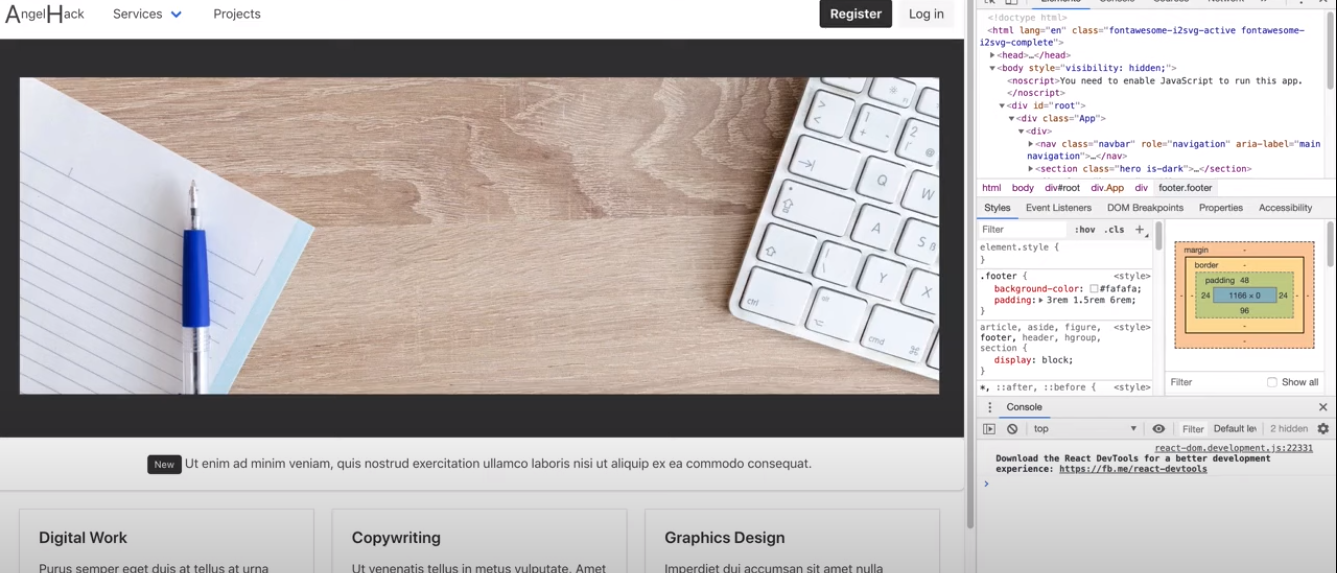 AngelHack Services Projects Register Log in
New Ut enim ad minim veniam, quis nostrud exercitation ullamco laboris nisi ut aliquip ex ea commodo consequat.
Digital Work
Purus semper eget duis at tellus at urna
Copywriting
Ut venenatis tellus in metus vulputate. Amet
Graphics Design
Imperdiet dui accumsan sit amet nulla
ctrl
cmd
Q
W
A
S
Y
X
<!doctype html>
<html lang="en" class="fontawesome-i2svg-active fontawesome-
i2svg-complete">
<head>…</head>
<body style="visibility: hidden;">
<noscript>You need to enable JavaScript to run this app.
</noscript>
<div id="root">
<div class="App">
<div>
<nav class="navbar" role="navigation" aria-label="main
navigation">…</nav>
<section class="hero is-dark">…</section>
html body div#root div.App div footer.footer
Styles Event Listeners DOM Breakpoints Properties Accessibility
Filter :hov .cls +
element.style {
}
.footer { <style>
background-color: #fafafa;
padding: 3rem 1.5rem 6rem;
}
article, aside, figure, <style>
footer, header, hgroup,
section {
display: block;
}
*, ::after, ::before { <style>
margin -
border -
padding 48
- - 24 1166 × 0 24 - -
96
-
-
Filter Show all
Console
top Filter Default le 2 hidden
react-dom.development.js:22331
Download the React DevTools for a better development
experience: https://fb.me/react-devtools